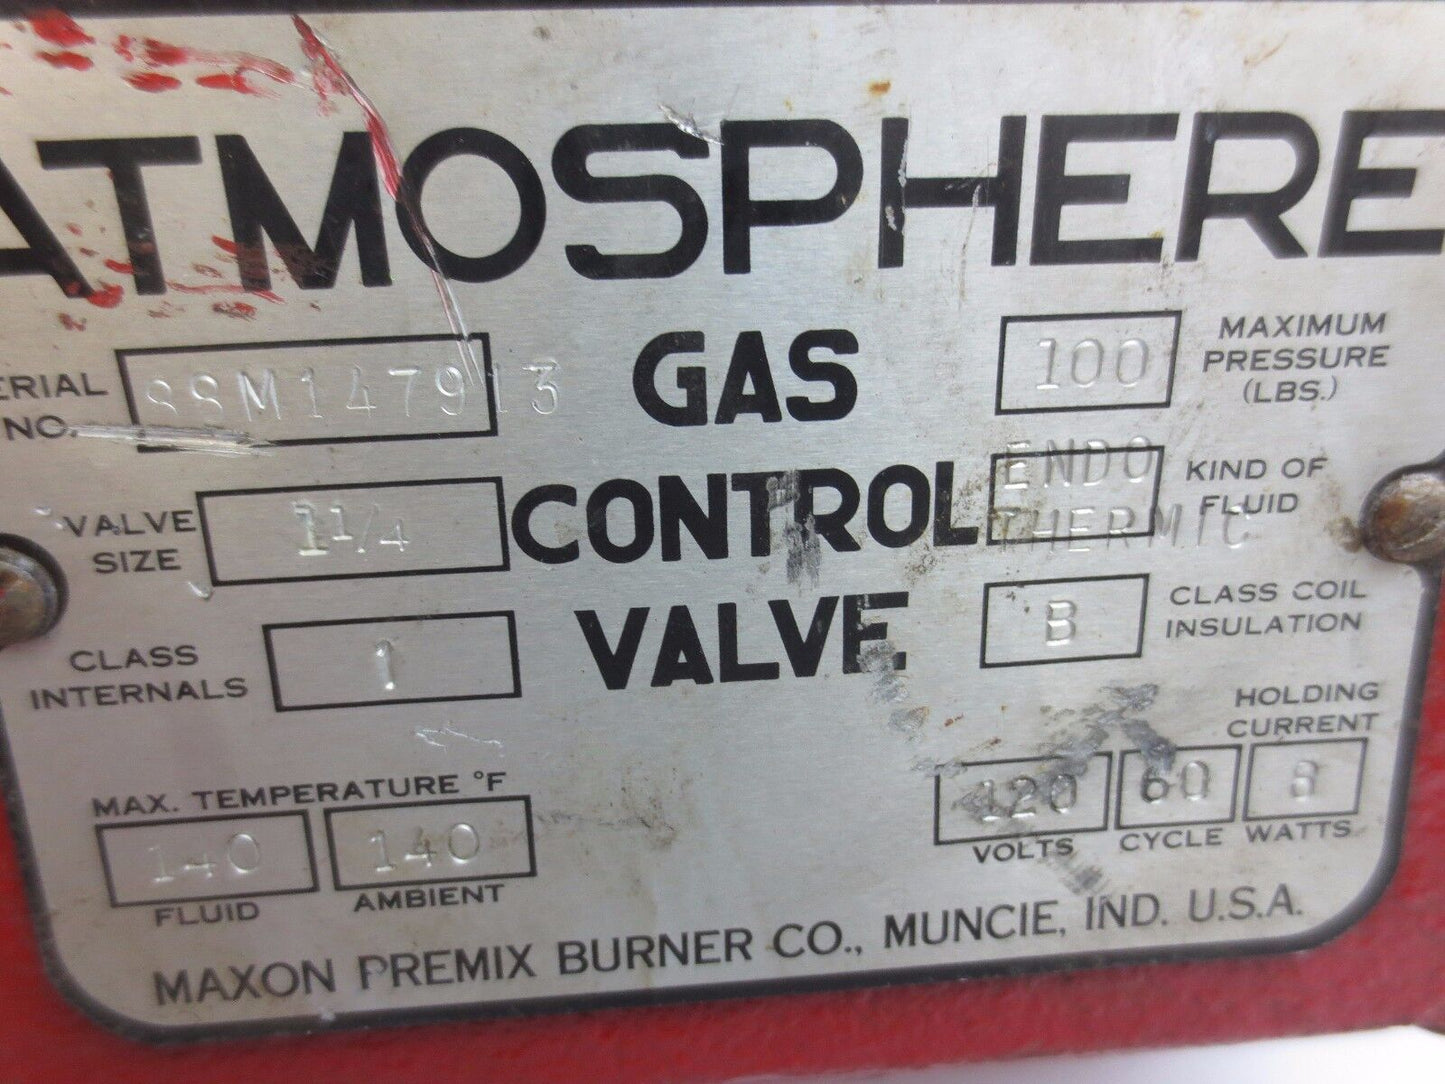 ATMOSPHERE
ERIAL NO. SSM147913
GAS
100 MAXIMUM PRESSURE (LBS.)
VALVE SIZE 1 1/4
CONTROL
ENDO THERMIC KIND OF FLUID
CLASS INTERNALS 1
VALVE
B CLASS COIL INSULATION
MAX. TEMPERATURE °F
140 FLUID
140 AMBIENT
HOLDING CURRENT
120 60 8
VOLTS CYCLE WATTS
MAXON PREMIX BURNER CO., MUNCIE, IND. U.S.A.